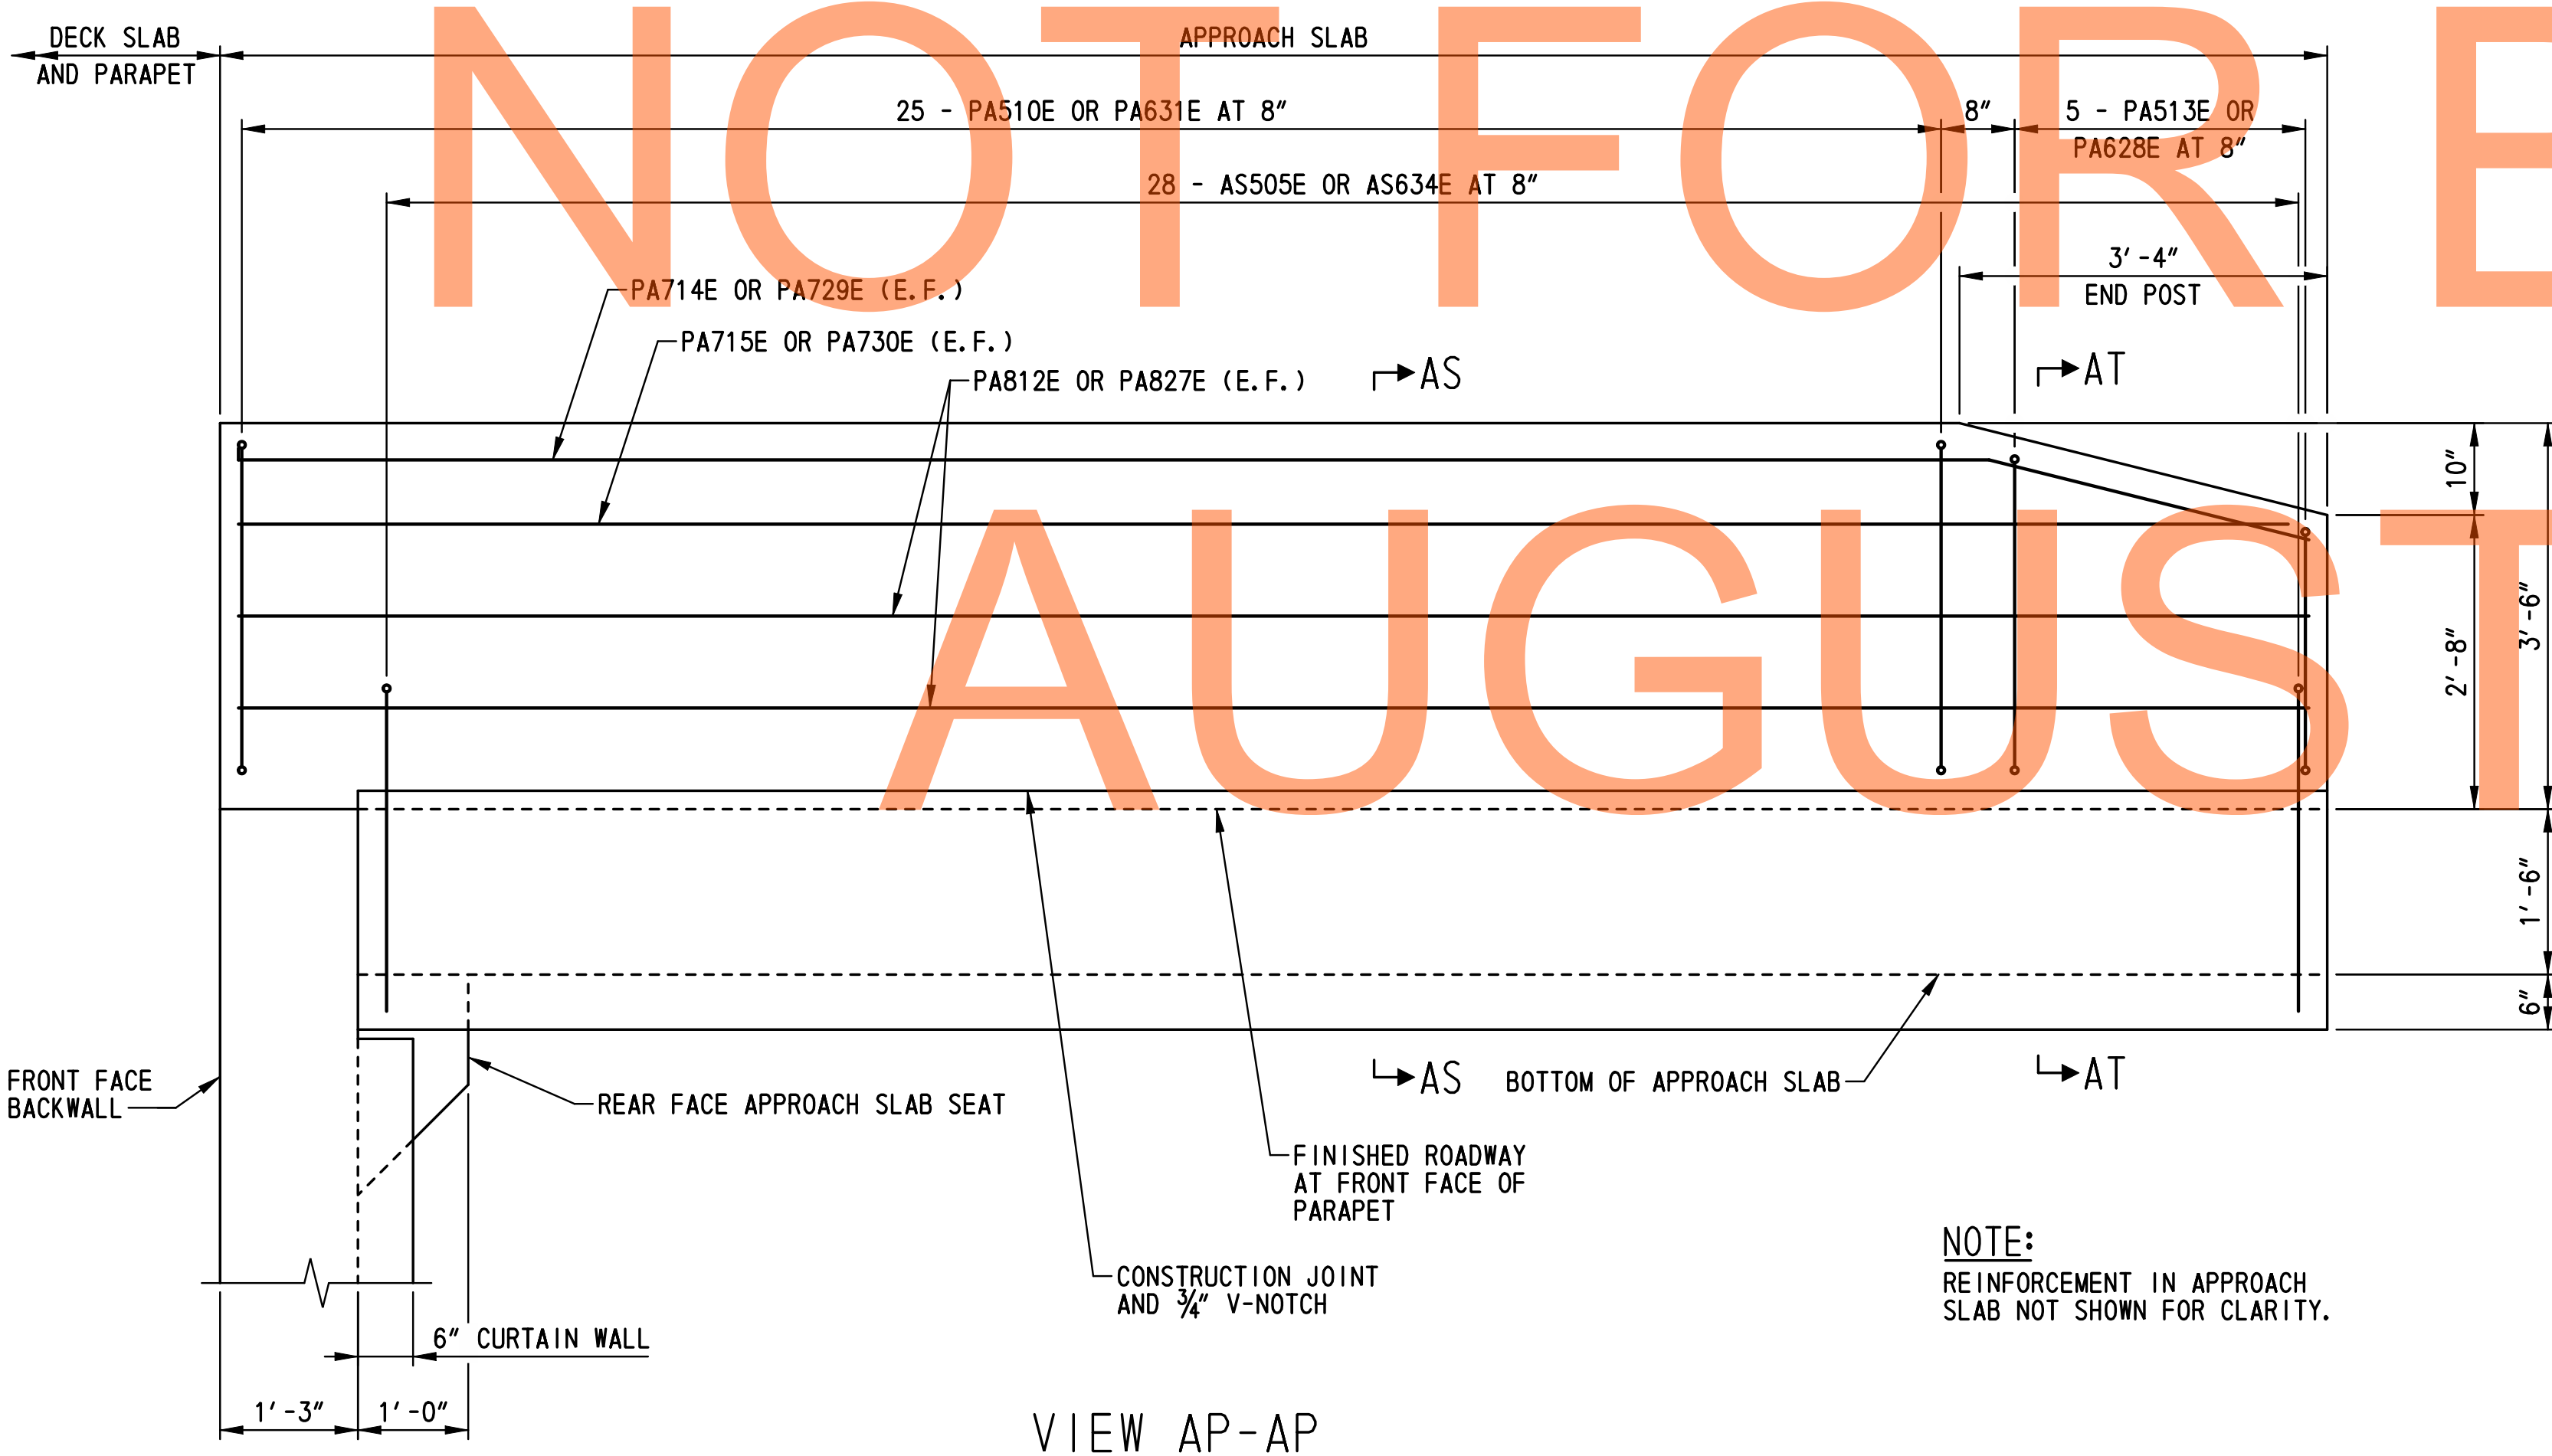 NOT FOR E
AUGUST
DECK SLAB
AND PARAPET
APPROACH SLAB
25 - PA510E OR PA631E AT 8"
8"
5 - PA513E OR
PA628E AT 8"
28 - AS505E OR AS634E AT 8"
3'-4"
END POST
PA714E OR PA729E (E.F.)
PA715E OR PA730E (E.F.)
PA812E OR PA827E (E.F.)
AS
AT
10"
2'-8"
3'-6"
1'-6"
6"
FRONT FACE
BACKWALL
REAR FACE APPROACH SLAB SEAT
AS
BOTTOM OF APPROACH SLAB
AT
FINISHED ROADWAY
AT FRONT FACE OF
PARAPET
CONSTRUCTION JOINT
AND ¾" V-NOTCH
NOTE:
REINFORCEMENT IN APPROACH
SLAB NOT SHOWN FOR CLARITY.
6" CURTAIN WALL
1'-3"
1'-0"
VIEW AP-AP